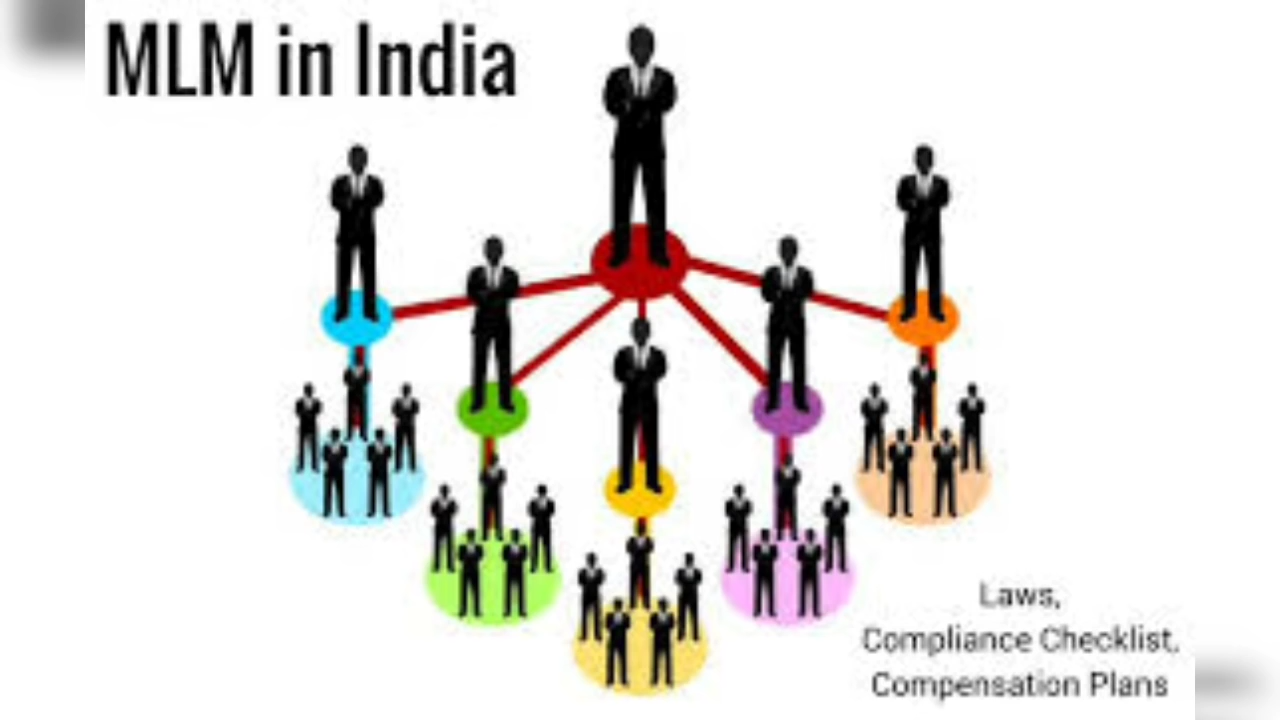 MLM in India
Laws,
Compliance Checklist,
Compensation Plans